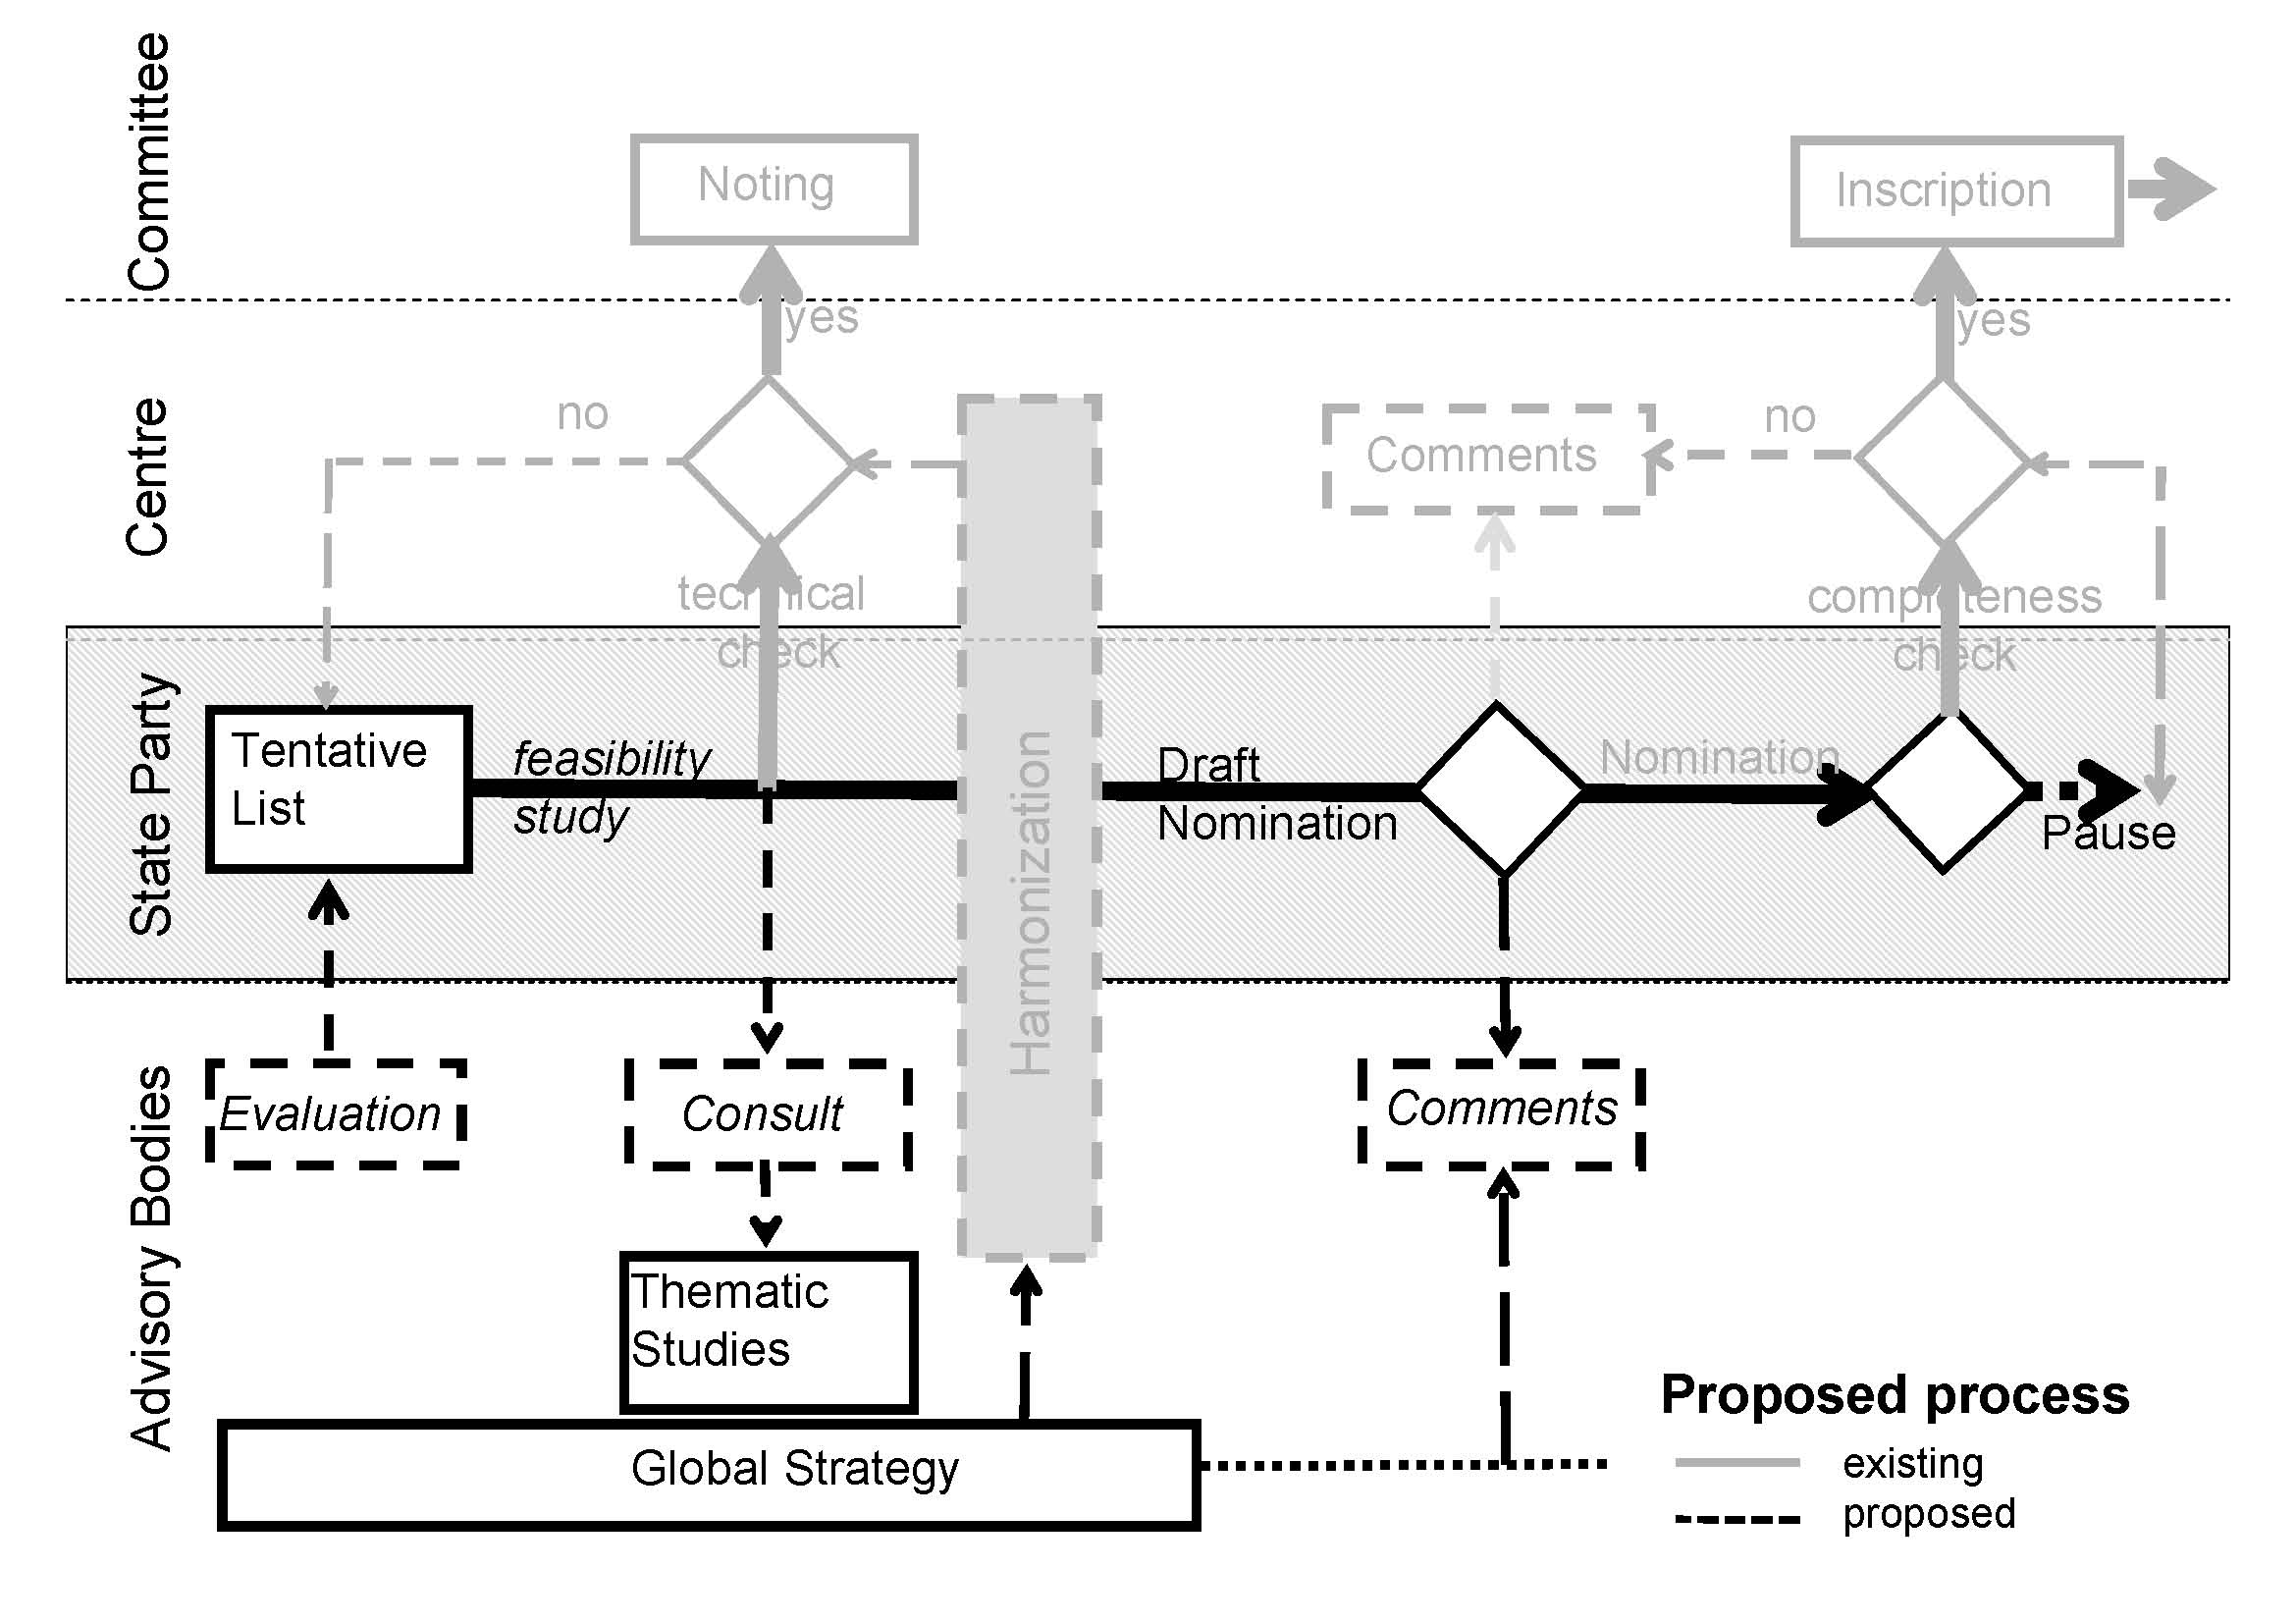 Committee
Noting
Inscription
yes
yes
Centre
no
no
Comments
technical
check
completeness
check
State Party
Tentative
List
feasibility
study
Harmonization
Draft
Nomination
Nomination
Pause
Advisory Bodies
Evaluation
Consult
Comments
Thematic
Studies
Global Strategy
Proposed process
existing
proposed